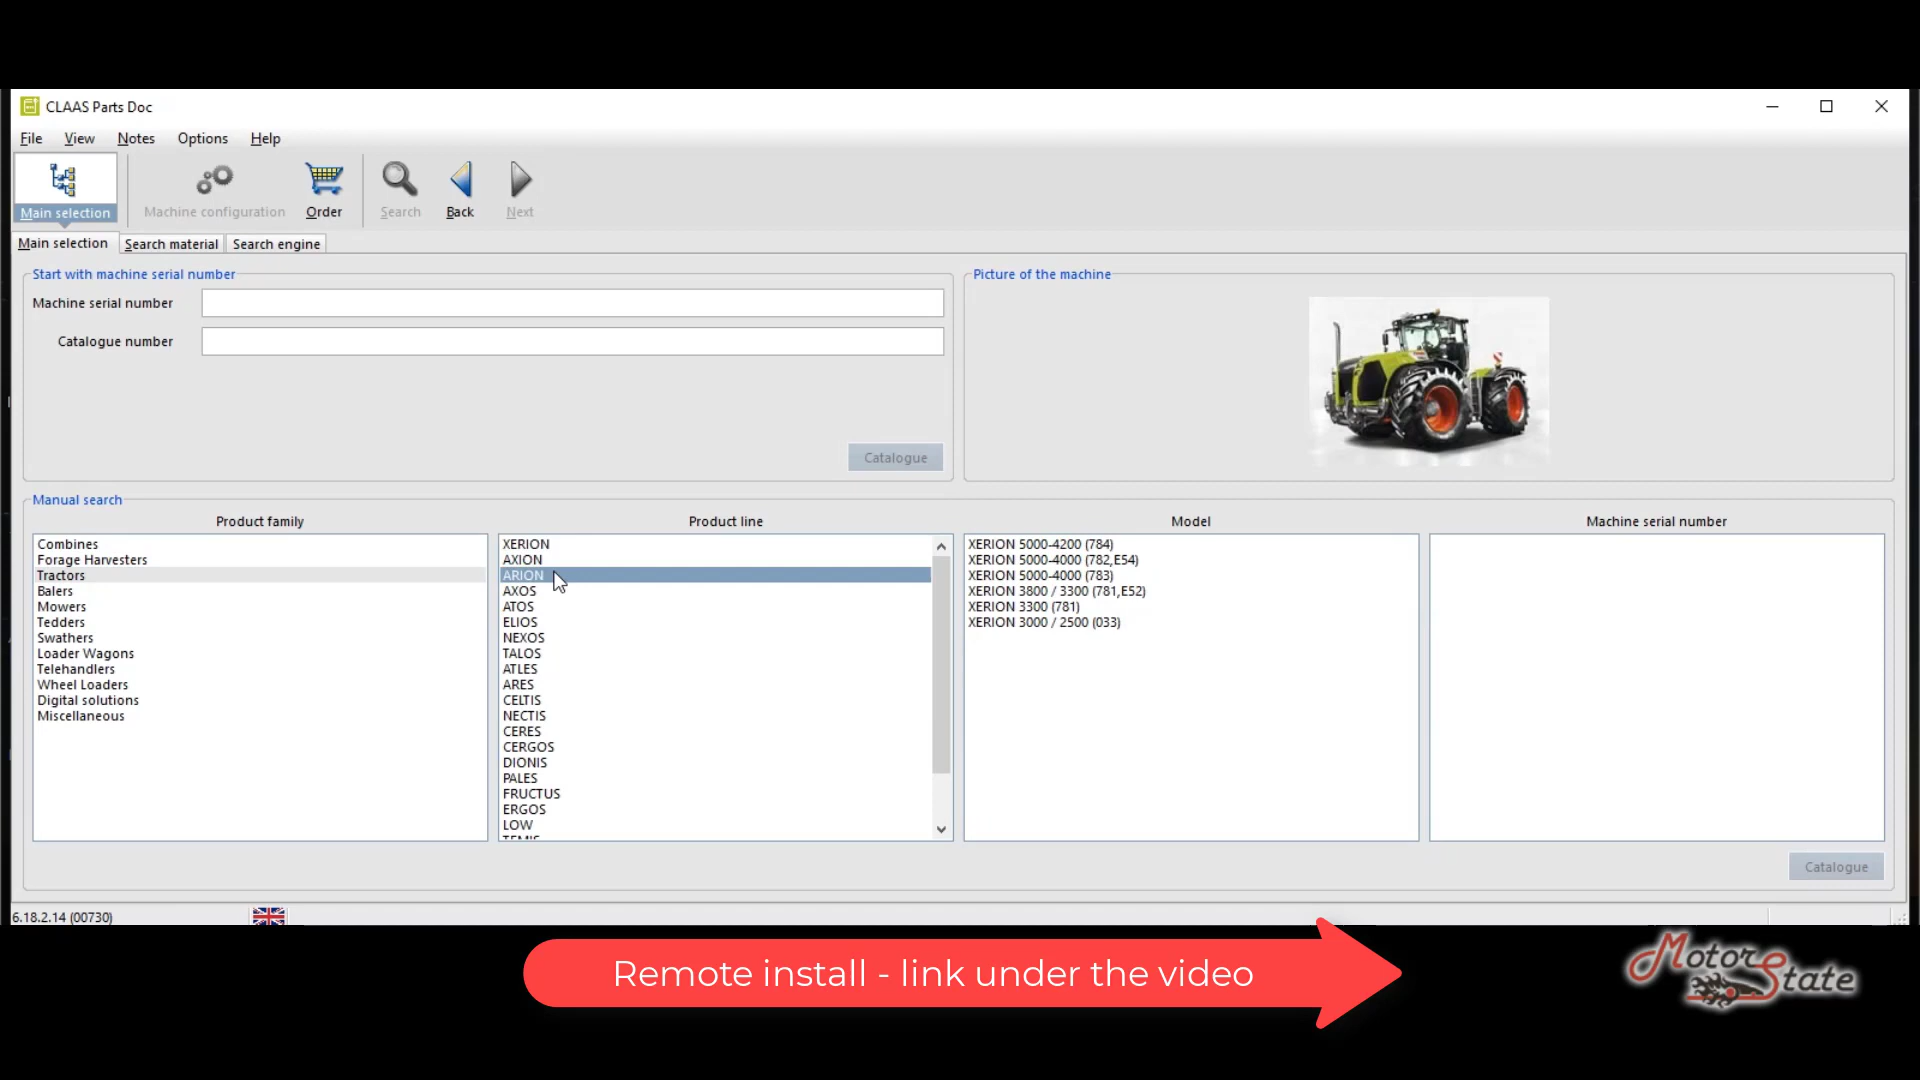 CLAAS Parts Doc
File View Notes Options Help
Main selection Machine configuration Order Search Back Next
Main selection Search material Search engine
Start with machine serial number
Machine serial number
Catalogue number
Catalogue
Picture of the machine
Manual search
Product family
Combines
Forage Harvesters
Tractors
Balers
Mowers
Tedders
Swathers
Loader Wagons
Telehandlers
Wheel Loaders
Digital solutions
Miscellaneous
Product line
XERION
AXION
ARION
AXOS
ATOS
ELIOS
NEXOS
TALOS
ATLES
ARES
CELTIS
NECTIS
CERES
CERGOS
DIONIS
PALES
FRUCTUS
ERGOS
LOW
TEMIS
Model
XERION 5000-4200 (784)
XERION 5000-4000 (782,E54)
XERION 5000-4000 (783)
XERION 3800 / 3300 (781,E52)
XERION 3300 (781)
XERION 3000 / 2500 (033)
Machine serial number
Catalogue
6.18.2.14 (00730)
Remote install - link under the video
Motor State